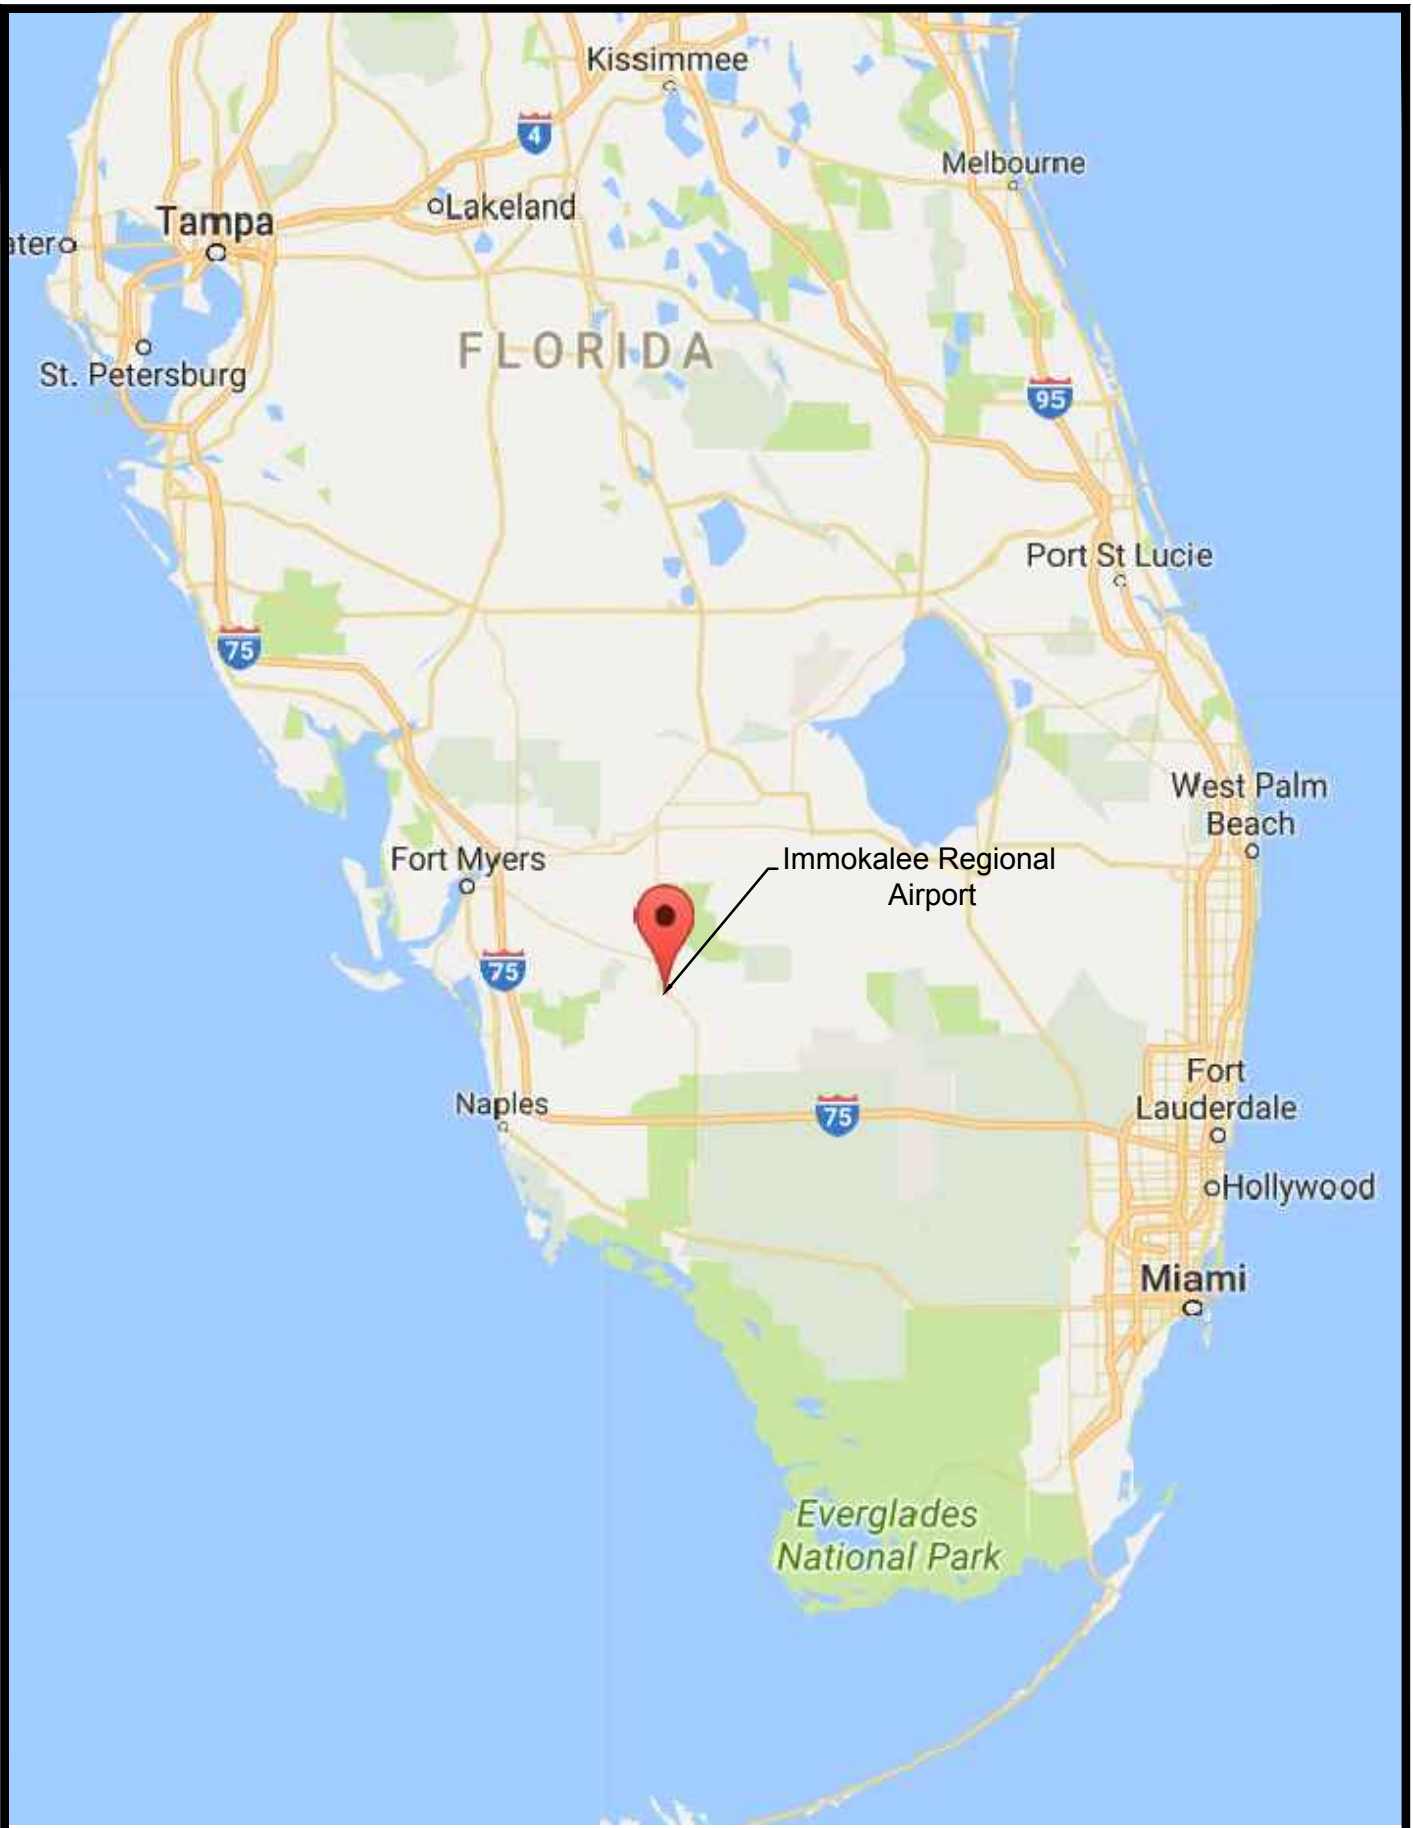 Kissimmee
4
Melbourne
Lakeland
Tampa
ater
FLORIDA
St. Petersburg
95
Port St Lucie
75
West Palm
Beach
Fort Myers
Immokalee Regional
Airport
75
Fort
Lauderdale
Naples
75
Hollywood
Miami
Everglades
National Park